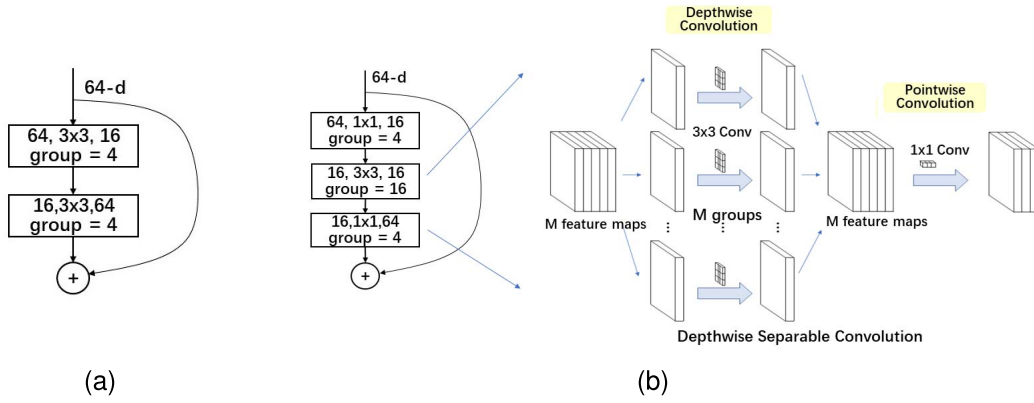 64-d
64, 3x3, 16
group = 4
16,3x3,64
group = 4
+
(a)
64-d
64, 1x1, 16
group = 4
16, 3x3, 16
group = 16
16,1x1,64
group = 4
+
Depthwise
Convolution
3x3 Conv
M feature maps
M groups
⋮ ⋮ ⋮
M feature maps
Pointwise
Convolution
1x1 Conv
Depthwise Separable Convolution
(b)